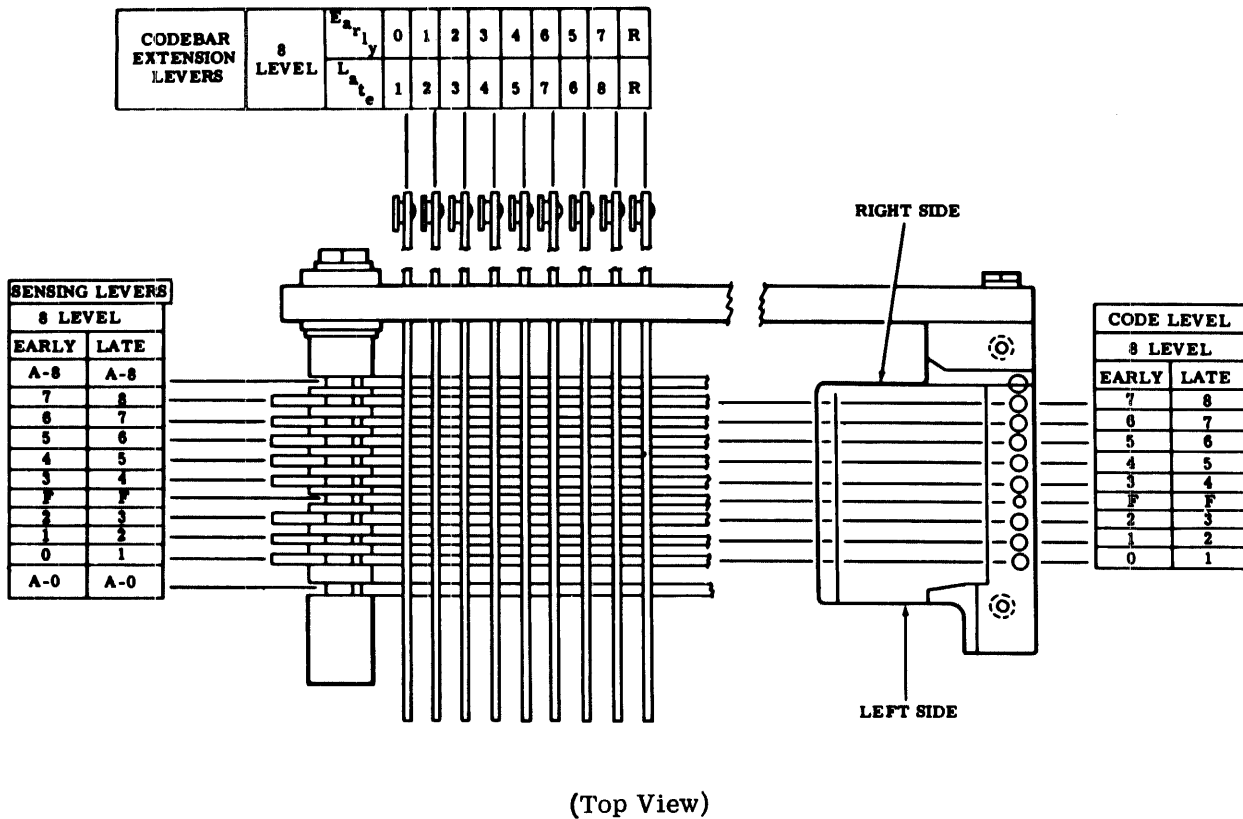 CODEBAR EXTENSION LEVERS 8 LEVEL Early 0 1 2 3 4 6 5 7 R
Late 1 2 3 4 5 7 6 8 R
RIGHT SIDE
SENSING LEVERS
8 LEVEL
EARLY LATE
A-8 A-8
7 8
6 7
5 6
4 5
3 4
F F
2 3
1 2
0 1
A-0 A-0
CODE LEVEL
8 LEVEL
EARLY LATE
7 8
6 7
5 6
4 5
3 4
F F
2 3
1 2
0 1
LEFT SIDE
(Top View)